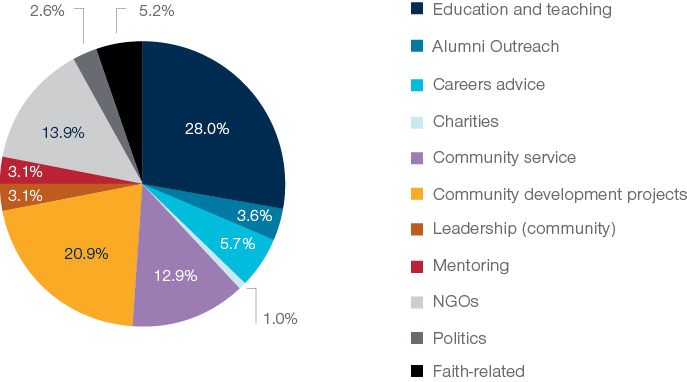 2.6%
5.2%
28.0%
3.6%
5.7%
1.0%
12.9%
20.9%
3.1%
3.1%
13.9%
Education and teaching
Alumni Outreach
Careers advice
Charities
Community service
Community development projects
Leadership (community)
Mentoring
NGOs
Politics
Faith-related